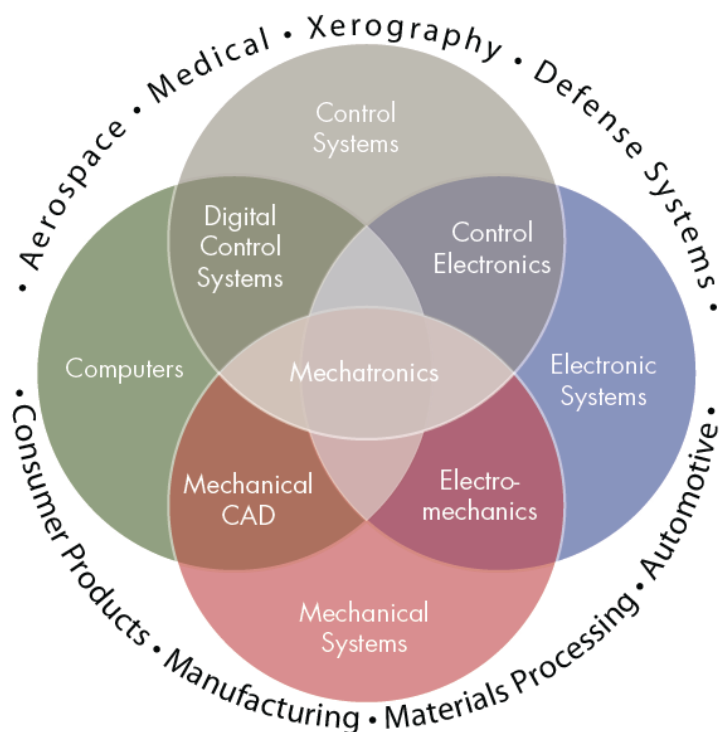 • Aerospace • Medical • Xerography • Defense Systems •
Control
Systems
Digital
Control
Systems
Control
Electronics
Computers
Mechatronics
Electronic
Systems
Mechanical
CAD
Electro-
mechanics
Mechanical
Systems
• Consumer Products • Manufacturing • Materials Processing • Automotive •